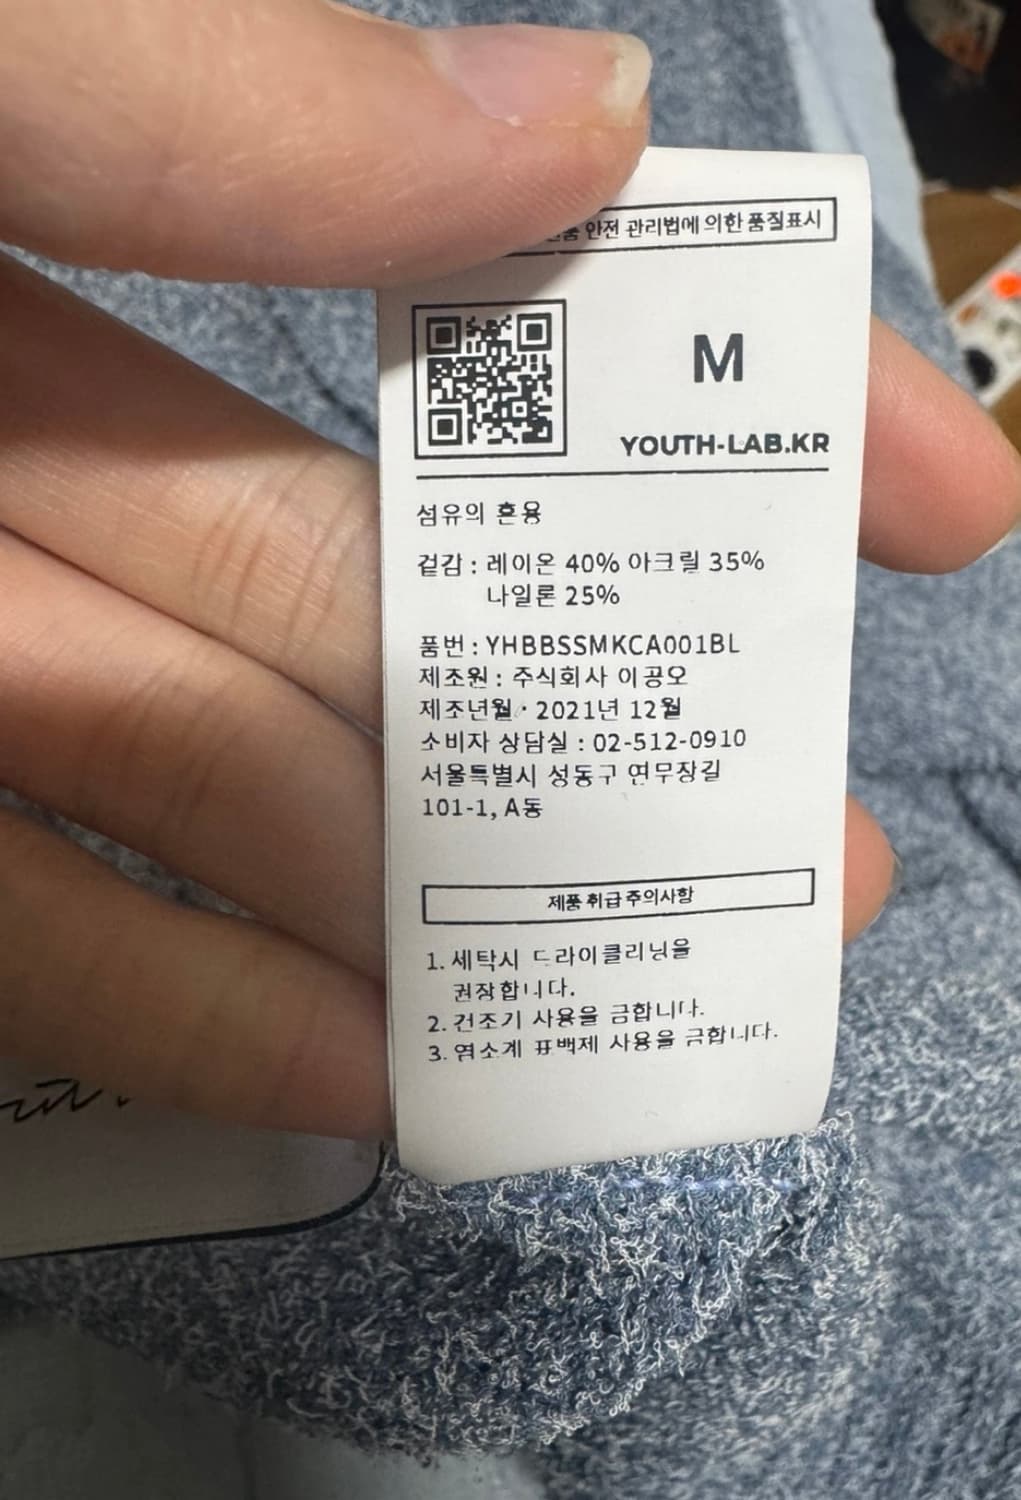 안전 관리법에 의한 품질표시
M
YOUTH-LAB.KR
섬유의 혼용
겉감 : 레이온 40% 아크릴 35%
나일론 25%
품번 : YHBBSSMKCA001BL
제조원 : 주식회사 이공오
제조년월 : 2021년 12월
소비자 상담실 : 02-512-0910
서울특별시 성동구 연무장길
101-1, A동
제품 취급 주의사항
1. 세탁시 드라이클리닝을
권장합니다.
2. 건조기 사용을 금합니다.
3. 염소계 표백제 사용을 금합니다.